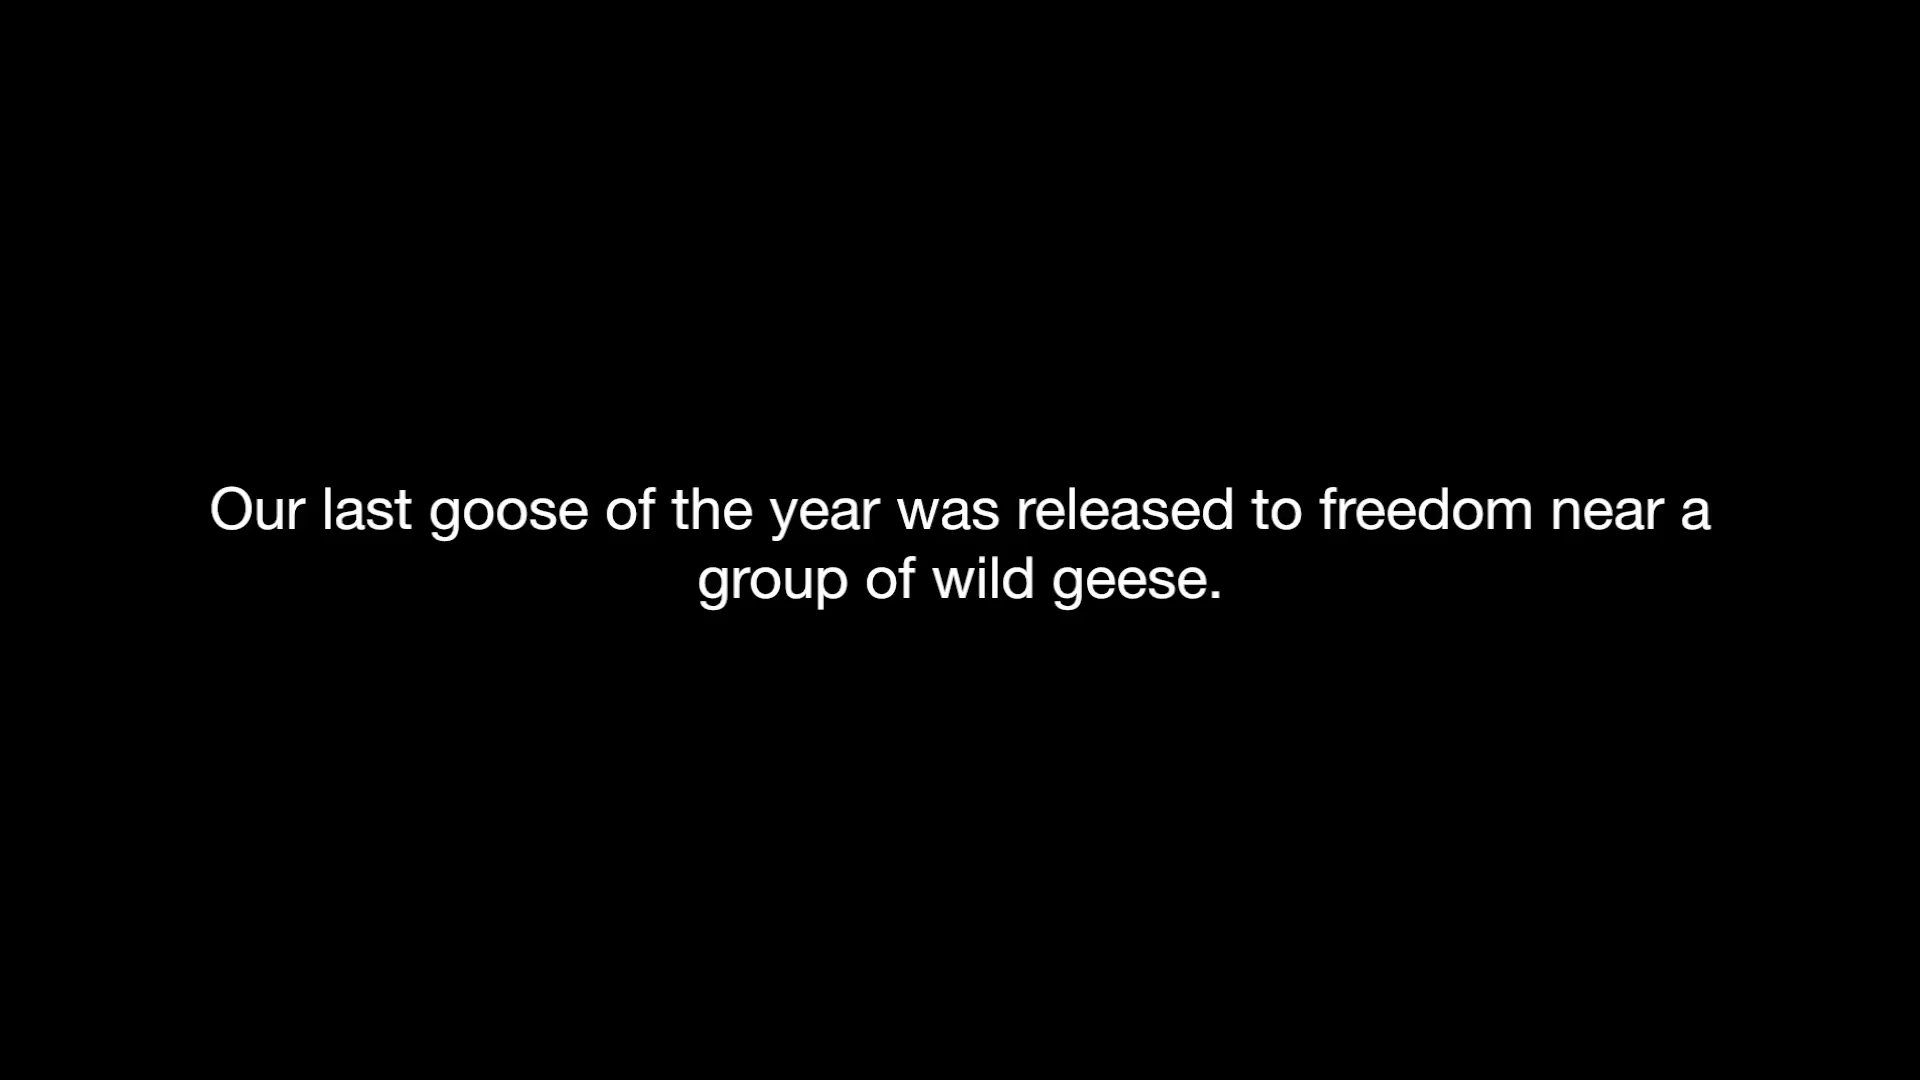 Our last goose of the year was released to freedom near a
group of wild geese.